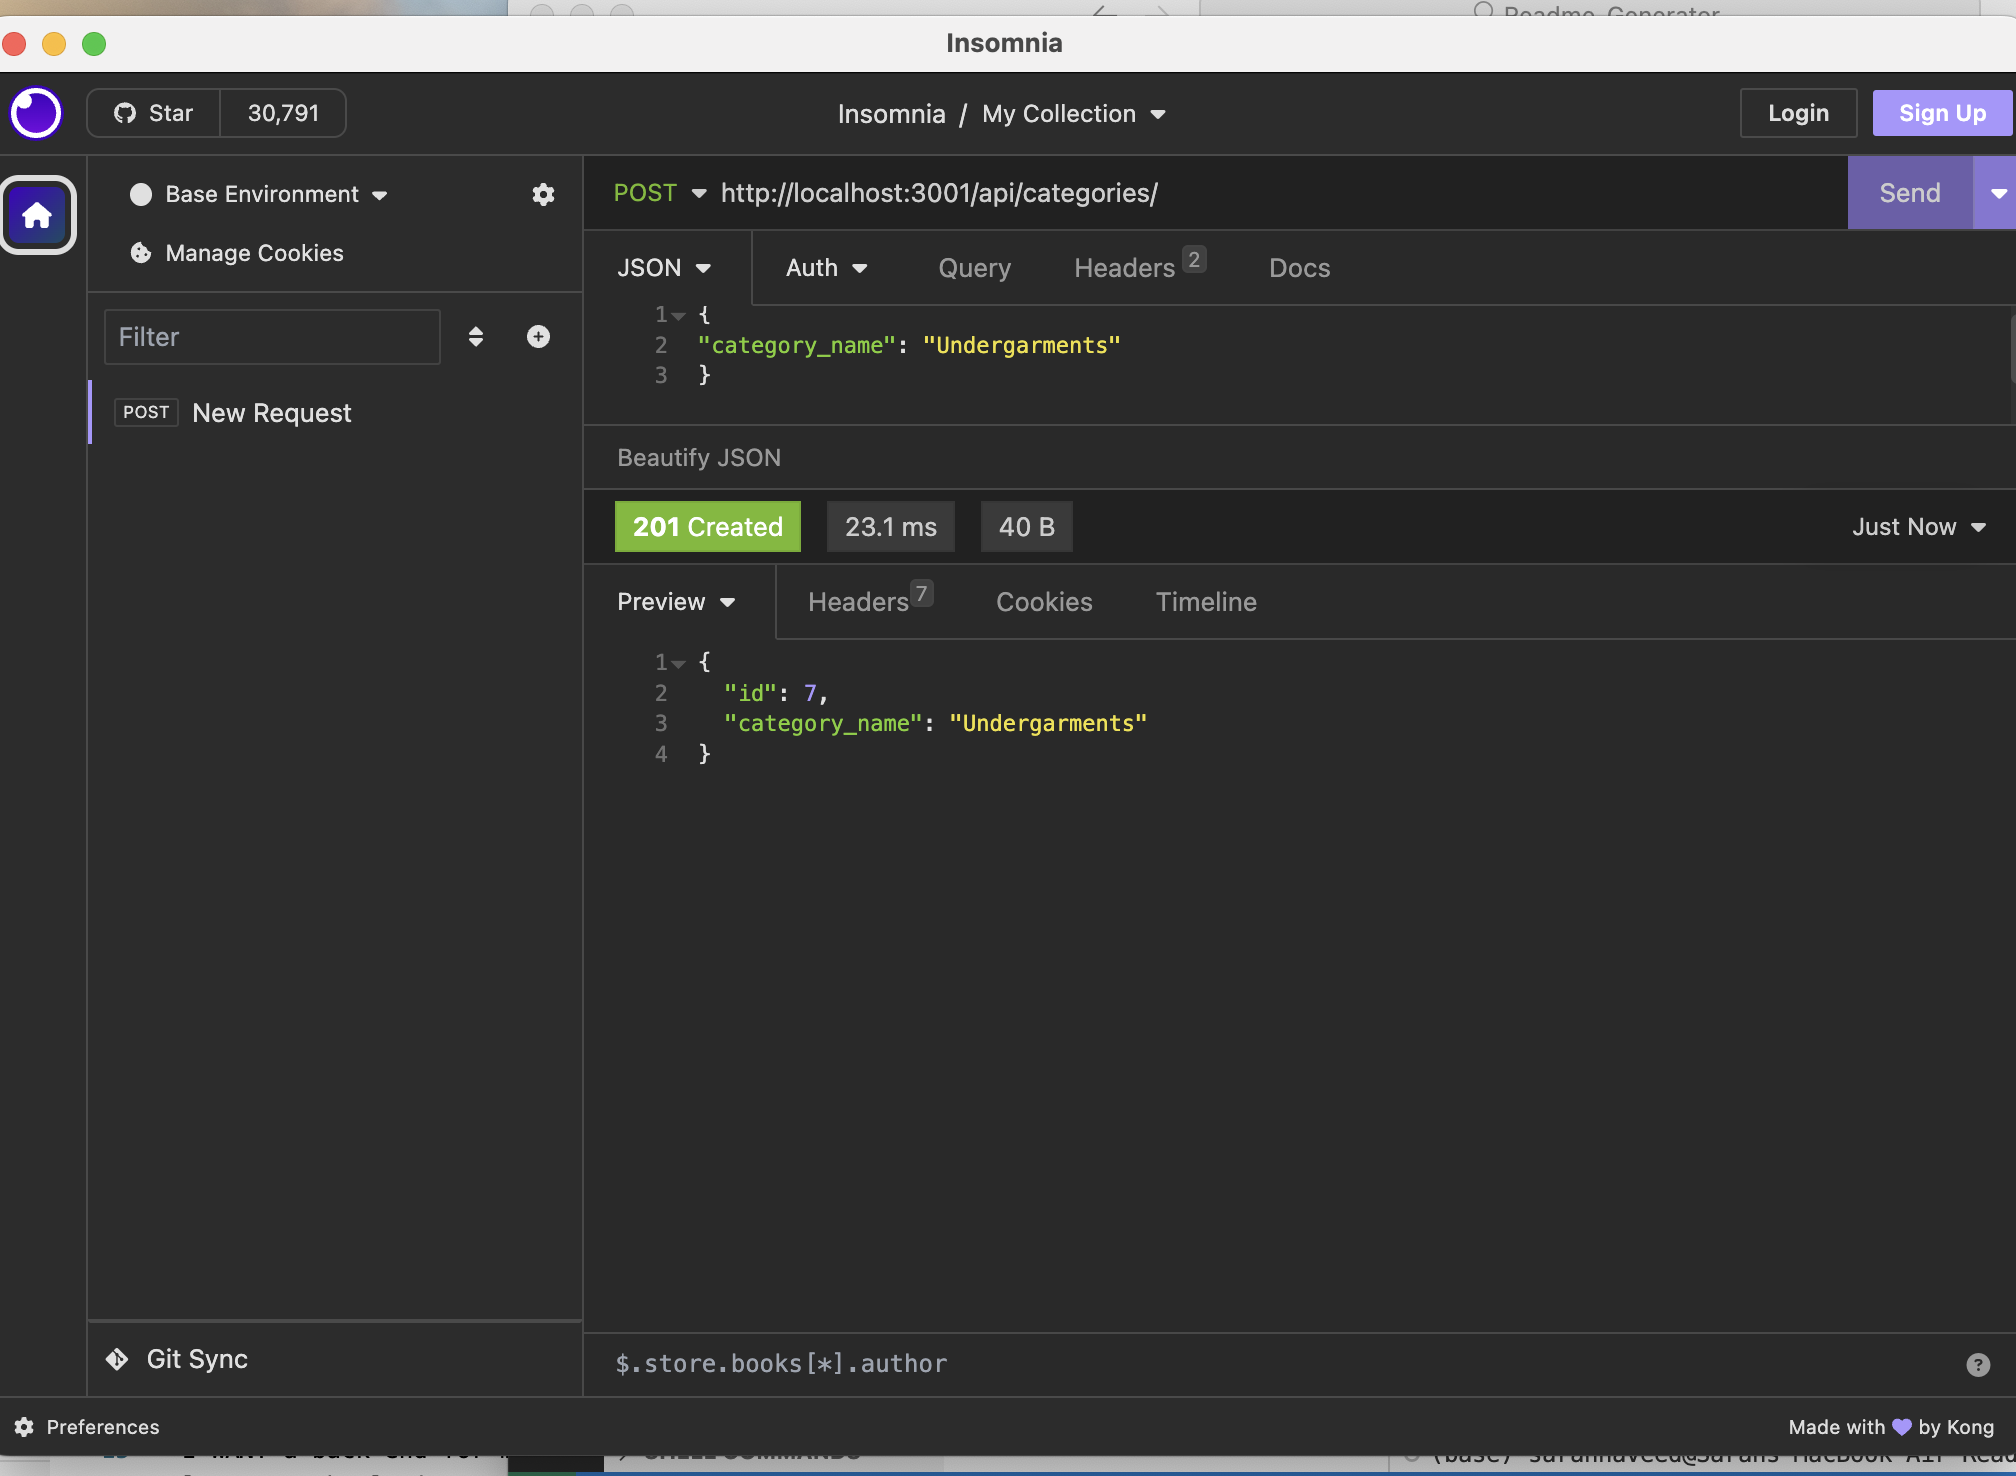 Readme_Generator
Insomnia
Star 30,791
Insomnia / My Collection
Login
Sign Up
Base Environment
Manage Cookies
Filter
POST New Request
POST http://localhost:3001/api/categories/
Send
JSON Auth Query Headers 2 Docs
1 {
2 "category_name": "Undergarments"
3 }
Beautify JSON
201 Created 23.1 ms 40 B
Just Now
Preview Headers 7 Cookies Timeline
1 {
2 "id": 7,
3 "category_name": "Undergarments"
4 }
$.store.books[*].author
?
Git Sync
Preferences
Made with 💜 by Kong
SHELL COMMANDS